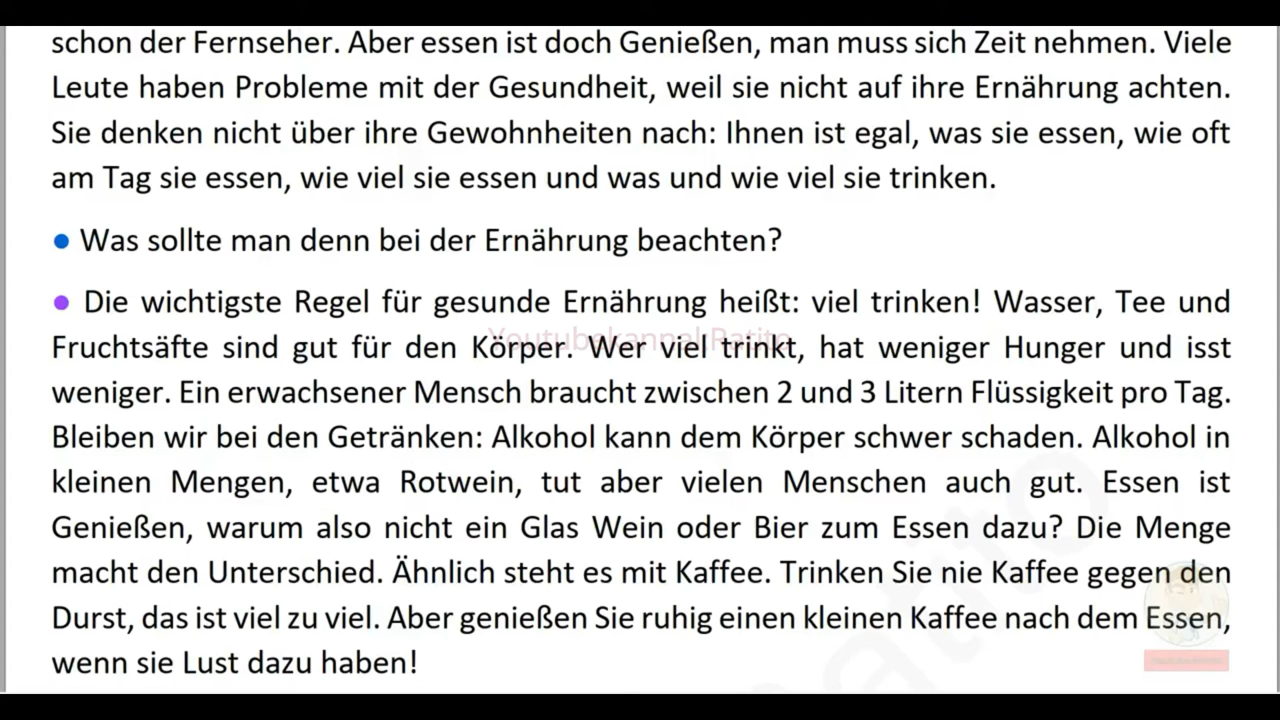 schon der Fernseher. Aber essen ist doch Genießen, man muss sich Zeit nehmen. Viele
Leute haben Probleme mit der Gesundheit, weil sie nicht auf ihre Ernährung achten.
Sie denken nicht über ihre Gewohnheiten nach: Ihnen ist egal, was sie essen, wie oft
am Tag sie essen, wie viel sie essen und was und wie viel sie trinken.
● Was sollte man denn bei der Ernährung beachten?
● Die wichtigste Regel für gesunde Ernährung heißt: viel trinken! Wasser, Tee und
Fruchtsäfte sind gut für den Körper. Wer viel trinkt, hat weniger Hunger und isst
weniger. Ein erwachsener Mensch braucht zwischen 2 und 3 Litern Flüssigkeit pro Tag.
Bleiben wir bei den Getränken: Alkohol kann dem Körper schwer schaden. Alkohol in
kleinen Mengen, etwa Rotwein, tut aber vielen Menschen auch gut. Essen ist
Genießen, warum also nicht ein Glas Wein oder Bier zum Essen dazu? Die Menge
macht den Unterschied. Ähnlich steht es mit Kaffee. Trinken Sie nie Kaffee gegen den
Durst, das ist viel zu viel. Aber genießen Sie ruhig einen kleinen Kaffee nach dem Essen,
wenn sie Lust dazu haben!